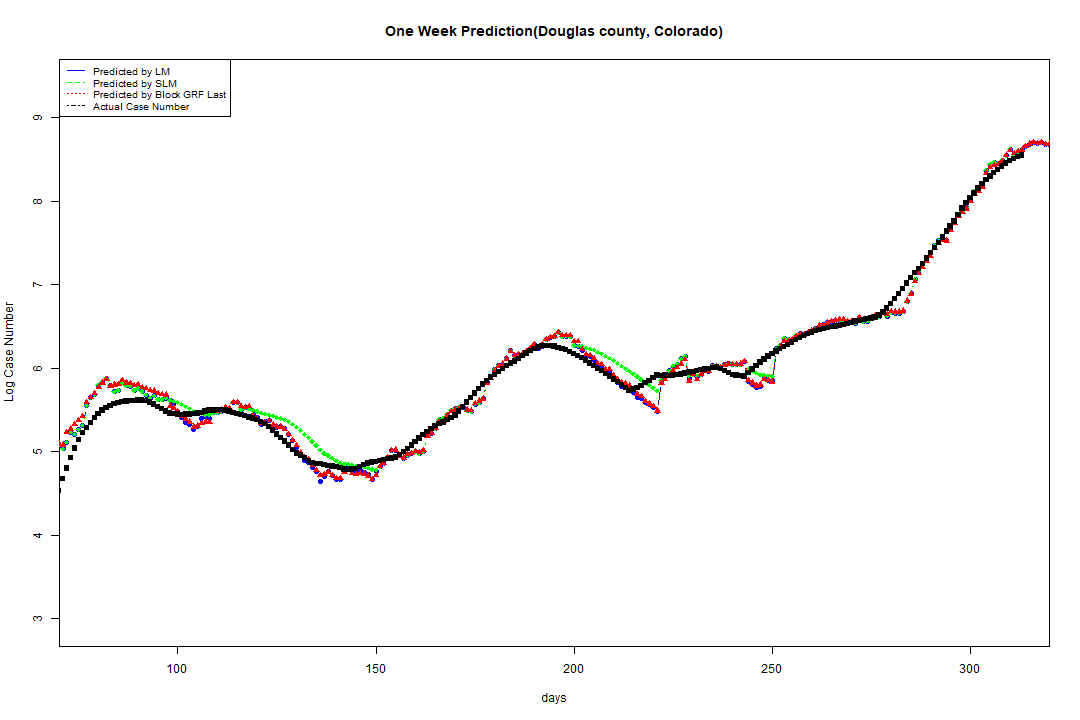 One Week Prediction(Douglas county, Colorado)
Predicted by LM
Predicted by SLM
Predicted by Block GRF Last
Actual Case Number
Log Case Number
9
8
7
6
5
4
3
100 150 200 250 300
days